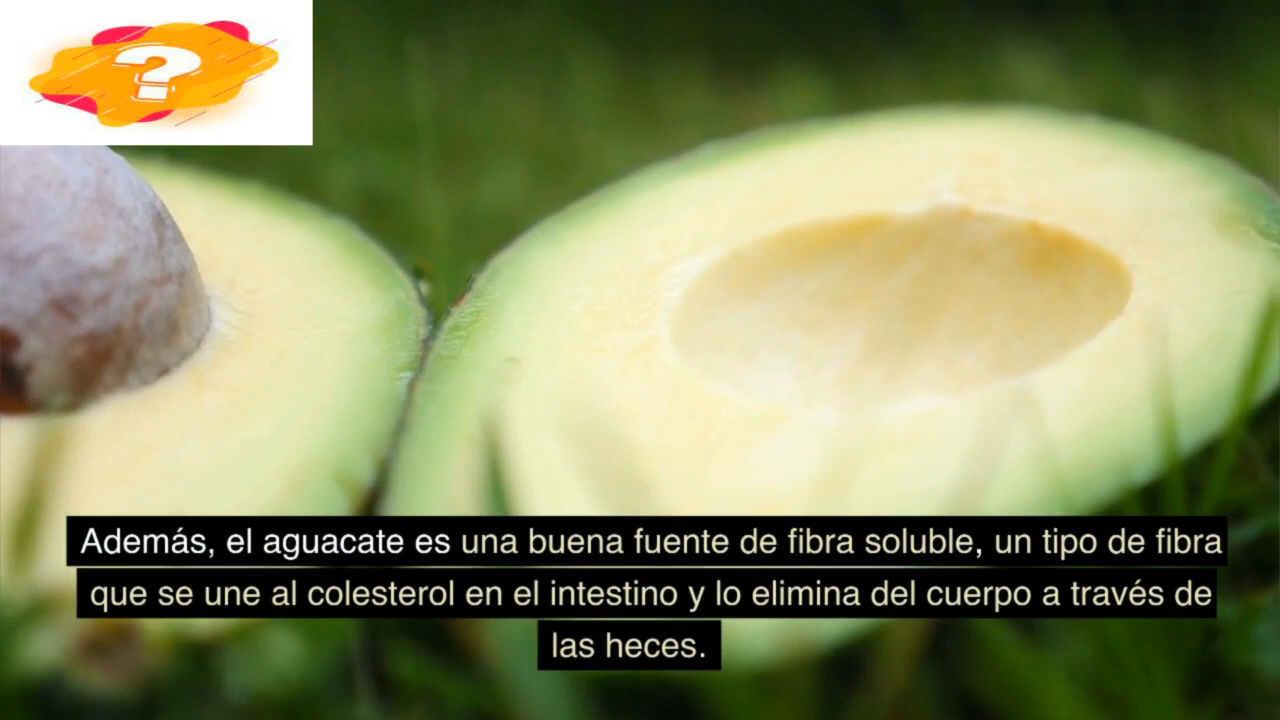 ?
Además, el aguacate es una buena fuente de fibra soluble, un tipo de fibra
que se une al colesterol en el intestino y lo elimina del cuerpo a través de
las heces.